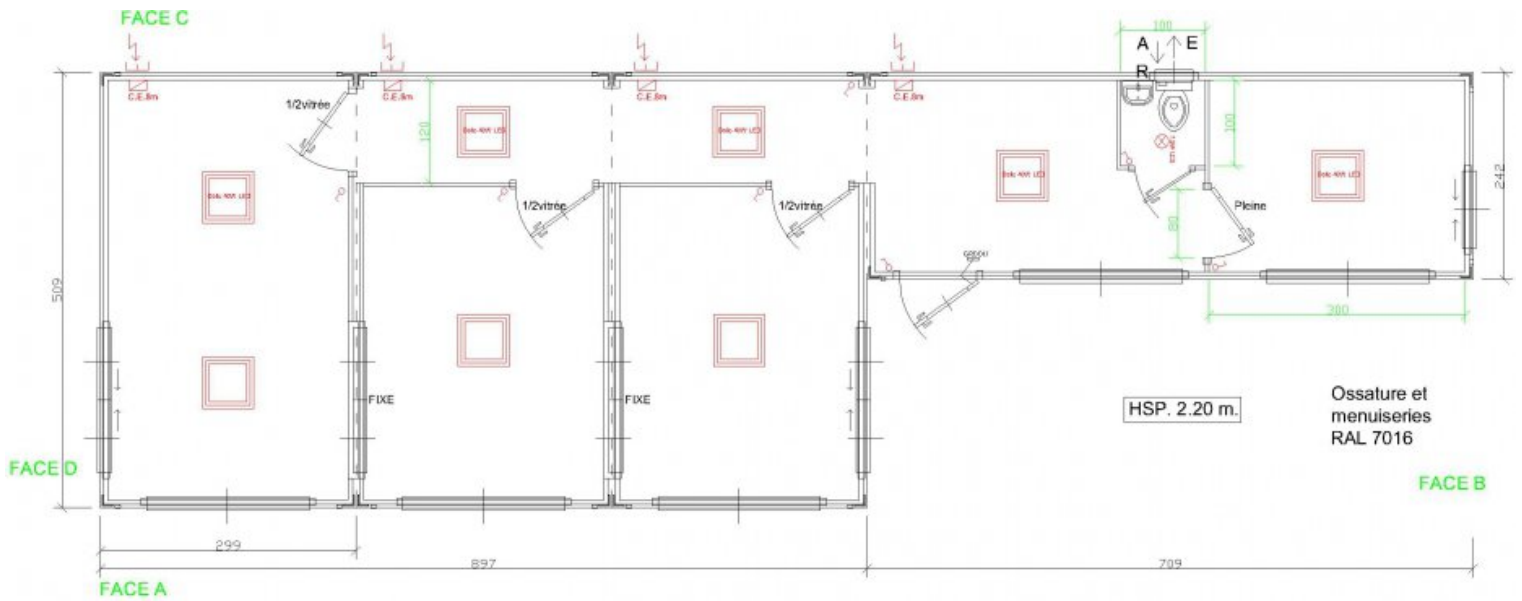 FACE C
100
A
E
R
C.E.8m
C.E.8m
C.E.8m
C.E.8m
1/2vitrée
120
100
242
1/2vitrée
1/2vitrée
Pleine
80
509
300
FIXE
FIXE
HSP. 2.20 m.
Ossature et
menuiseries
RAL 7016
FACE D
FACE B
299
897
709
FACE A